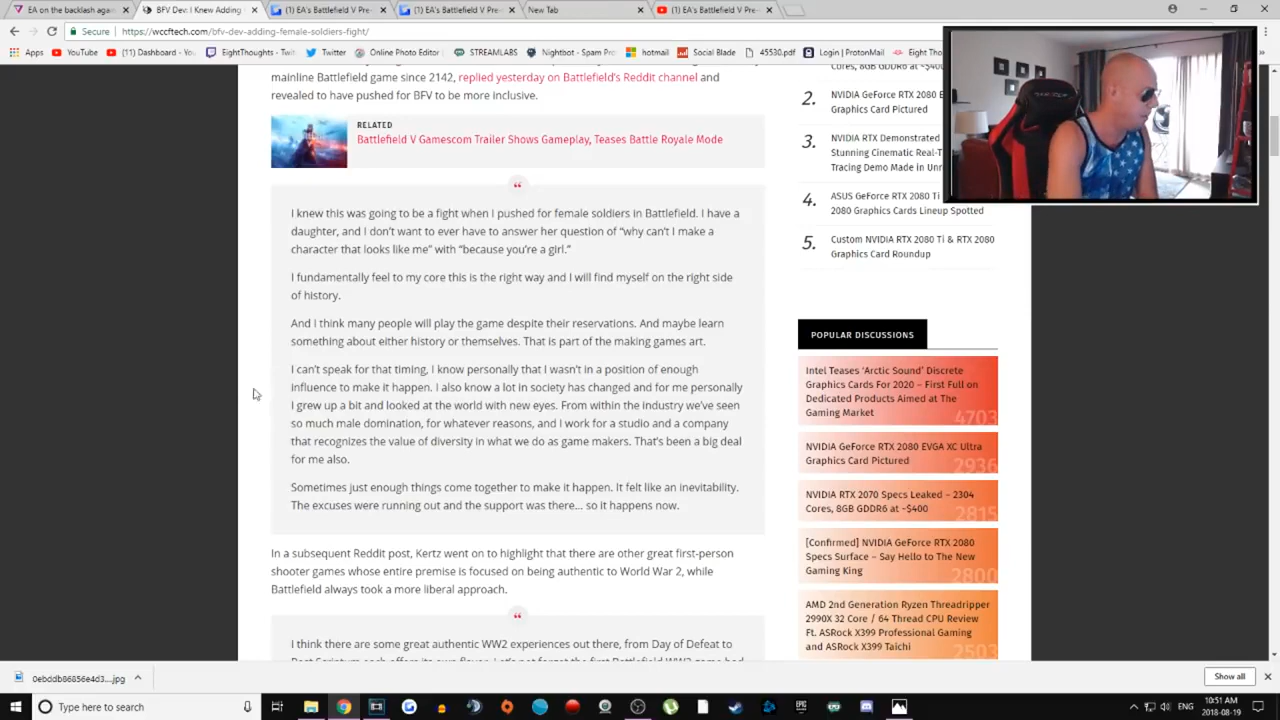 EA on the backlash aga
BFV Dev: I Knew Adding
EA's Battlefield V Pre-
EA's Battlefield V Pre-
New Tab
(1) EA's Battlefield V Pre-
Secure
https://wccftech.com/bfv-dev-adding-female-soldiers-fight/
Apps
YouTube
(11) Dashboard - You
EightThoughts - Twitc
Twitter
Online Photo Editor
STREAMLABS
Nightbot - Spam Pro
hotmail
Social Blade
45530.pdf
Login | ProtonMail
Eight Thou
mainline Battlefield game since 2142, replied yesterday on Battlefield's Reddit channel and
revealed to have pushed for BFV to be more inclusive.
RELATED
Battlefield V Gamescom Trailer Shows Gameplay, Teases Battle Royale Mode
I knew this was going to be a fight when I pushed for female soldiers in Battlefield. I have a
daughter, and I don't want to ever have to answer her question of "why can't I make a
character that looks like me" with "because you're a girl."
I fundamentally feel to my core this is the right way and I will find myself on the right side
of history.
And I think many people will play the game despite their reservations. And maybe learn
something about either history or themselves. That is part of the making games art.
I can't speak for that timing, I know personally that I wasn't in a position of enough
influence to make it happen. I also know a lot in society has changed and for me personally
I grew up a bit and looked at the world with new eyes. From within the industry we've seen
so much male domination, for whatever reasons, and I work for a studio and a company
that recognizes the value of diversity in what we do as game makers. That's been a big deal
for me also.
Sometimes just enough things come together to make it happen. It felt like an inevitability.
The excuses were running out and the support was there... so it happens now.
In a subsequent Reddit post, Kertz went on to highlight that there are other great first-person
shooter games whose entire premise is focused on being authentic to World War 2, while
Battlefield always took a more liberal approach.
I think there are some great authentic WW2 experiences out there, from Day of Defeat to
Cores, 8GB GDDR6 at ~$400
2. NVIDIA GeForce RTX 2080 E
Graphics Card Pictured
3. NVIDIA RTX Demonstrated
Stunning Cinematic Real-T
Tracing Demo Made in Unr
4. ASUS GeForce RTX 2080 Ti
2080 Graphics Cards Lineup Spotted
5. Custom NVIDIA RTX 2080 Ti & RTX 2080
Graphics Card Roundup
POPULAR DISCUSSIONS
Intel Teases 'Arctic Sound' Discrete
Graphics Cards For 2020 – First Full on
Dedicated Products Aimed at The
Gaming Market
4703
NVIDIA GeForce RTX 2080 EVGA XC Ultra
Graphics Card Pictured
2936
NVIDIA RTX 2070 Specs Leaked – 2304
Cores, 8GB GDDR6 at ~$400
2815
[Confirmed] NVIDIA GeForce RTX 2080
Specs Surface – Say Hello to The New
Gaming King
2800
AMD 2nd Generation Ryzen Threadripper
2990X 32 Core / 64 Thread CPU Review
Ft. ASRock X399 Professional Gaming
and ASRock X399 Taichi
2503
0ebddb86856e4d3....jpg
Show all
Type here to search
ENG
10:51 AM
2018-08-19